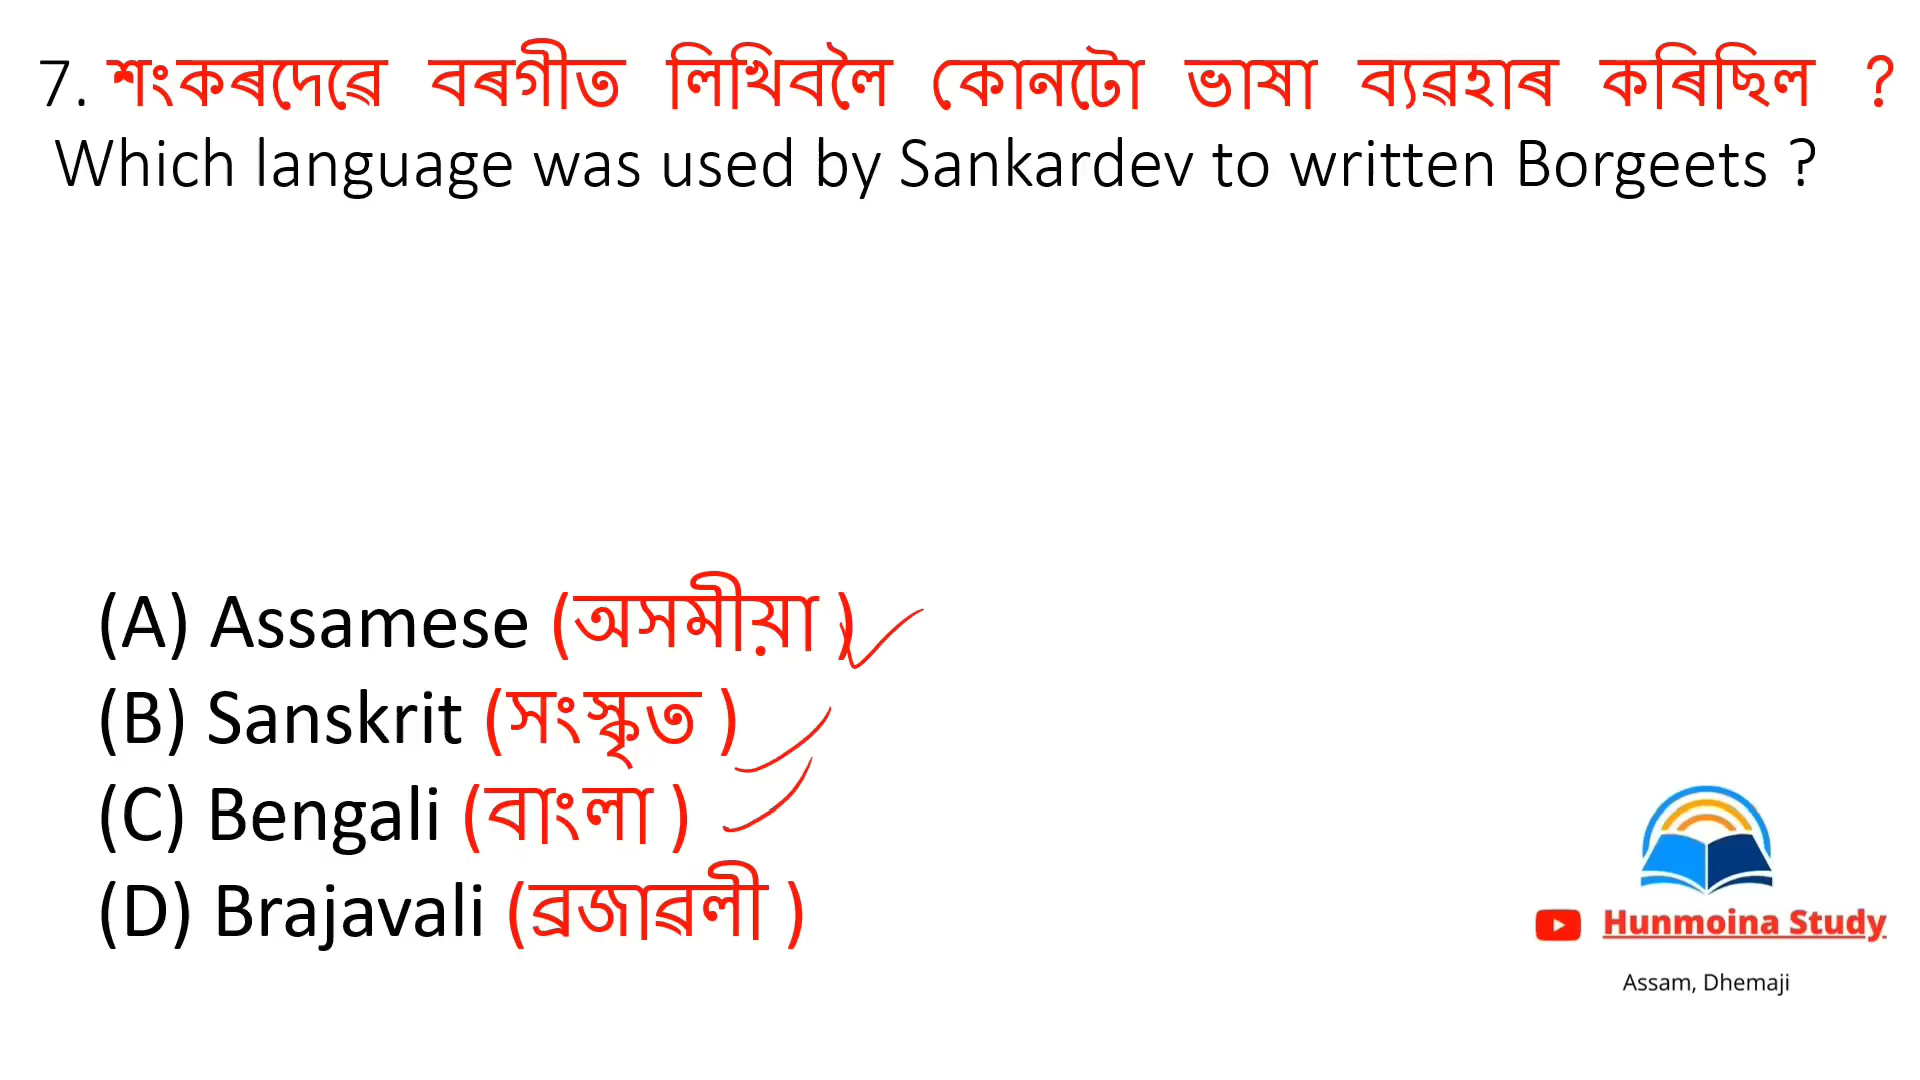 7. শংকৰদেৱে বৰগীত লিখিবলৈ কোনটো ভাষা ব্যৱহাৰ কৰিছিল ?
Which language was used by Sankardev to written Borgeets ?
(A) Assamese (অসমীয়া )
(B) Sanskrit (সংস্কৃত )
(C) Bengali (বাংলা )
(D) Brajavali (ব্ৰজাৱলী )
Hunmoina Study
Assam, Dhemaji